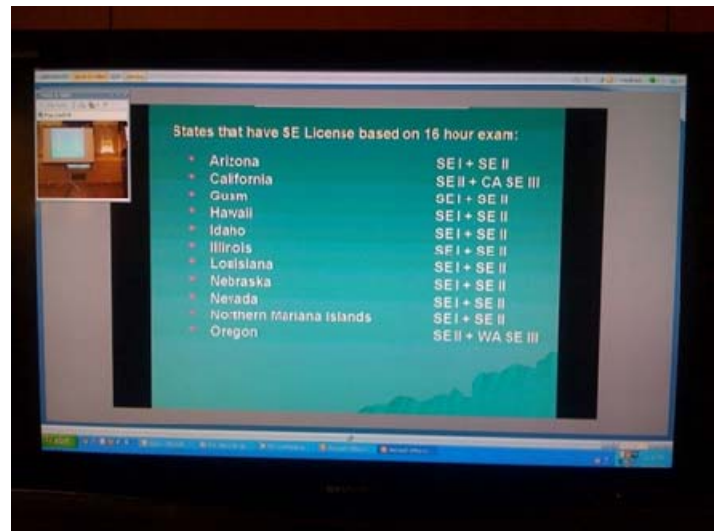 States that have SE License based on 16 hour exam:
Arizona SE I + SE II
California SE II + CA SE III
Guam SE I + SE II
Hawaii SE I + SE II
Idaho SE I + SE II
Illinois SE I + SE II
Louisiana SE I + SE II
Nebraska SE I + SE II
Nevada SE I + SE II
Northern Mariana Islands SE I + SE II
Oregon SE II + WA SE III